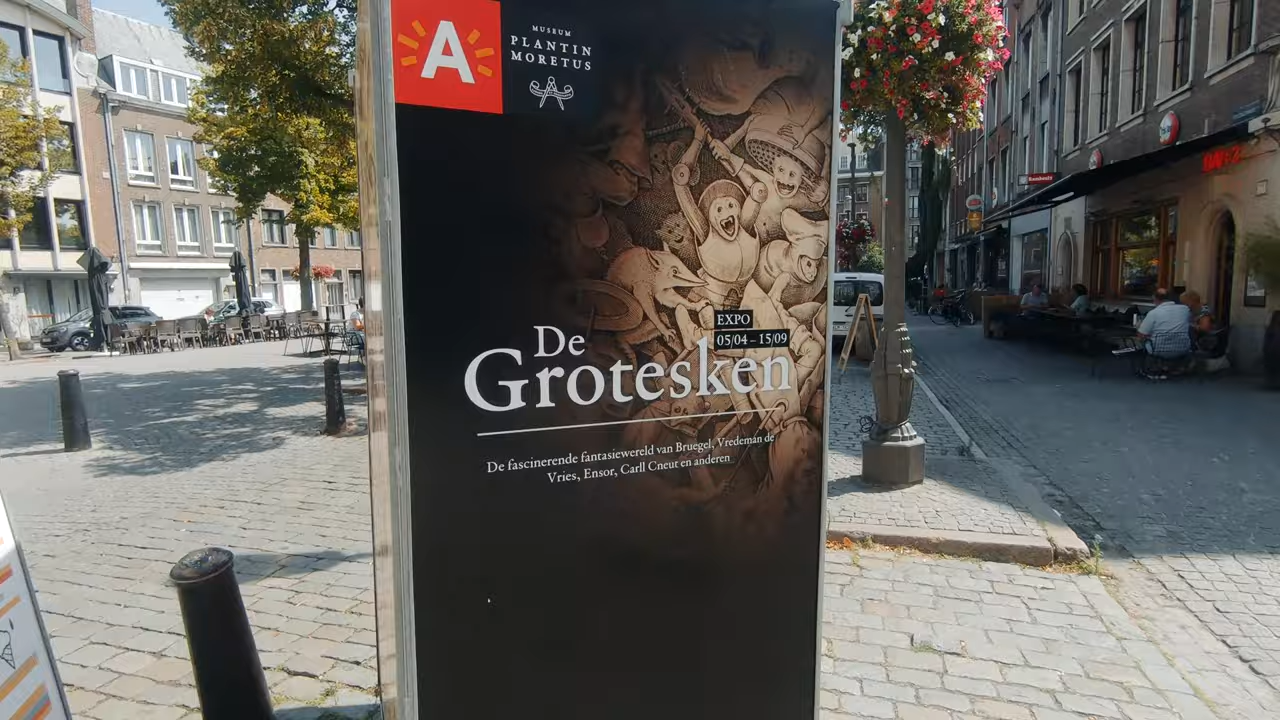 A
MUSEUM
PLANTIN
MORETUS
EXPO
05/04 – 15/09
De
Grotesken
De fascinerende fantasiewereld van Bruegel, Vredeman de
Vries, Ensor, Carll Cneut en anderen